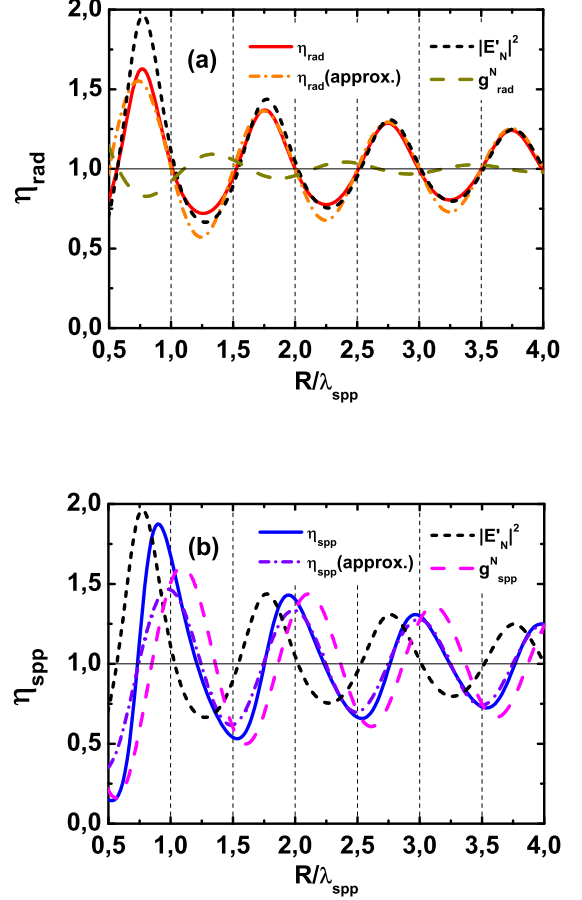 2,0
1,5
1,0
0,5
0,0
η_rad
(a)
η_rad
η_rad(approx.)
|E'_N|^2
g^N_rad
0,5 1,0 1,5 2,0 2,5 3,0 3,5 4,0
R/λ_spp
2,0
1,5
1,0
0,5
0,0
η_spp
(b)
η_spp
η_spp(approx.)
|E'_N|^2
g^N_spp
0,5 1,0 1,5 2,0 2,5 3,0 3,5 4,0
R/λ_spp